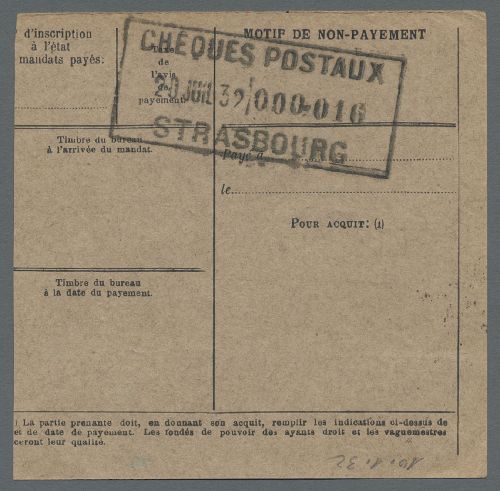 d'inscription
à l'état
mandats payés:
Taxe
de
l'avis
de
payement
MOTIF DE NON-PAYEMENT
CHÈQUES POSTAUX
20 JUIL 32/000-016
STRASBOURG
Timbre du bureau
à l'arrivée du mandat.
Payé à
le
POUR ACQUIT: (1)
Timbre du bureau
à la date du payement.
) La partie prenante doit, en donnant son acquit, remplir les indications ci-dessus de
et de date de payement. Les fondés de pouvoir des ayants droit et les vaguemestres
ceront leur qualité.